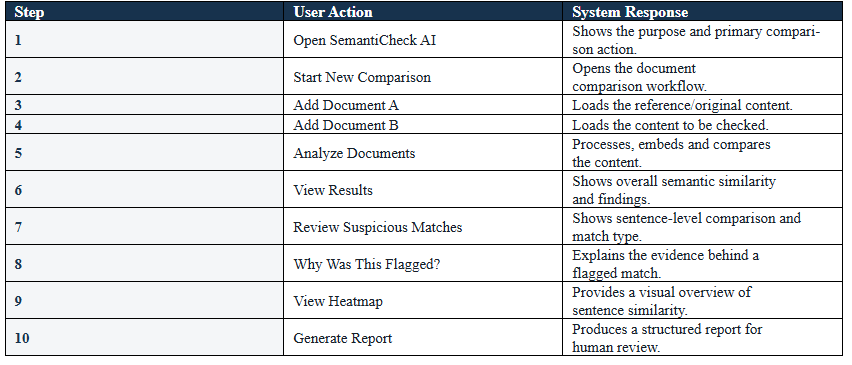 Step User Action System Response
1 Open SemantiCheck AI Shows the purpose and primary compari-
son action.
2 Start New Comparison Opens the document
comparison workflow.
3 Add Document A Loads the reference/original content.
4 Add Document B Loads the content to be checked.
5 Analyze Documents Processes, embeds and compares
the content.
6 View Results Shows overall semantic similarity
and findings.
7 Review Suspicious Matches Shows sentence-level comparison and
match type.
8 Why Was This Flagged? Explains the evidence behind a
flagged match.
9 View Heatmap Provides a visual overview of
sentence similarity.
10 Generate Report Produces a structured report for
human review.